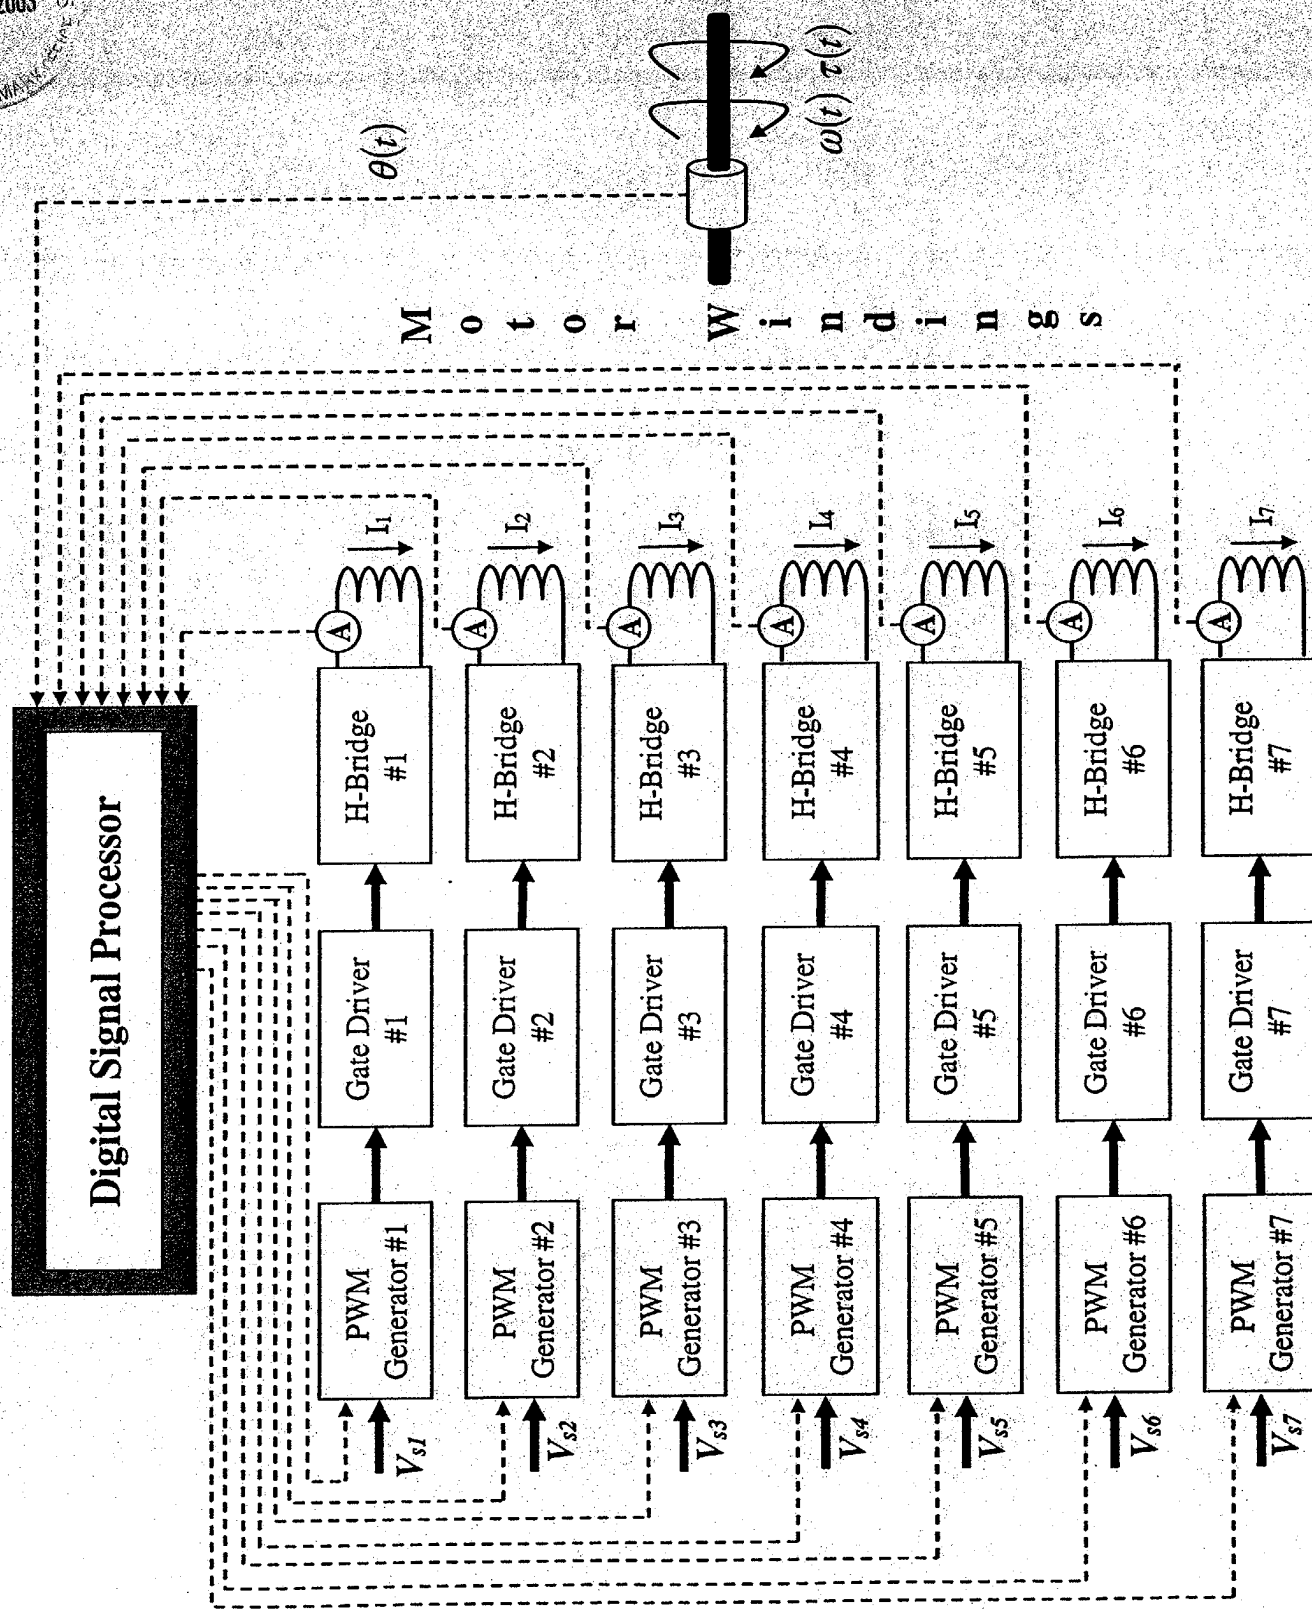 2003
Digital Signal Processor
θ(t)
ω(t) τ(t)
Motor Windings
PWM
Generator #1
Gate Driver
#1
H-Bridge
#1
A
I1
Vs1
PWM
Generator #2
Gate Driver
#2
H-Bridge
#2
A
I2
Vs2
PWM
Generator #3
Gate Driver
#3
H-Bridge
#3
A
I3
Vs3
PWM
Generator #4
Gate Driver
#4
H-Bridge
#4
A
I4
Vs4
PWM
Generator #5
Gate Driver
#5
H-Bridge
#5
A
I5
Vs5
PWM
Generator #6
Gate Driver
#6
H-Bridge
#6
A
I6
Vs6
PWM
Generator #7
Gate Driver
#7
H-Bridge
#7
A
I7
Vs7